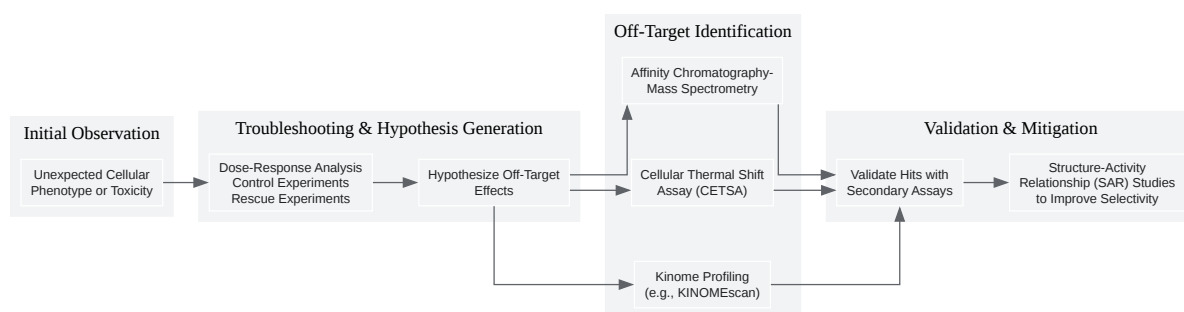 Initial Observation
Unexpected Cellular
Phenotype or Toxicity
Troubleshooting & Hypothesis Generation
Dose-Response Analysis
Control Experiments
Rescue Experiments
Hypothesize Off-Target
Effects
Off-Target Identification
Affinity Chromatography-
Mass Spectrometry
Cellular Thermal Shift
Assay (CETSA)
Kinome Profiling
(e.g., KINOMEscan)
Validation & Mitigation
Validate Hits with
Secondary Assays
Structure-Activity
Relationship (SAR) Studies
to Improve Selectivity